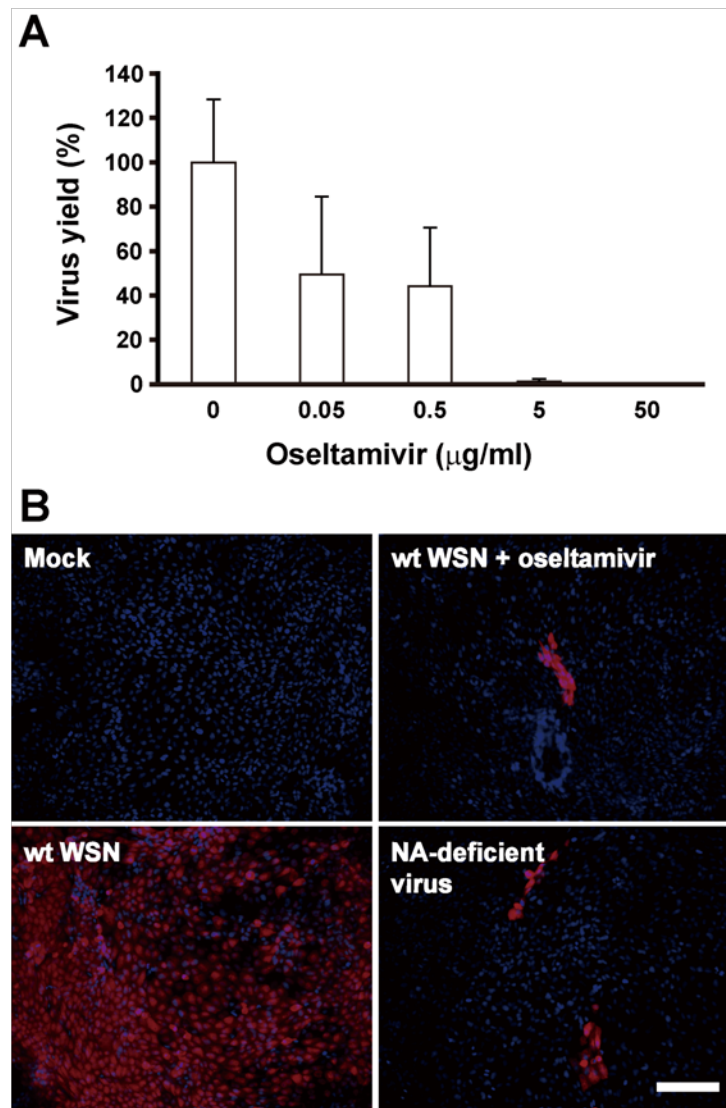 A
140
120
100
80
60
40
20
0
Virus yield (%)
0 0.05 0.5 5 50
Oseltamivir (μg/ml)
B
Mock
wt WSN + oseltamivir
wt WSN
NA-deficient
virus